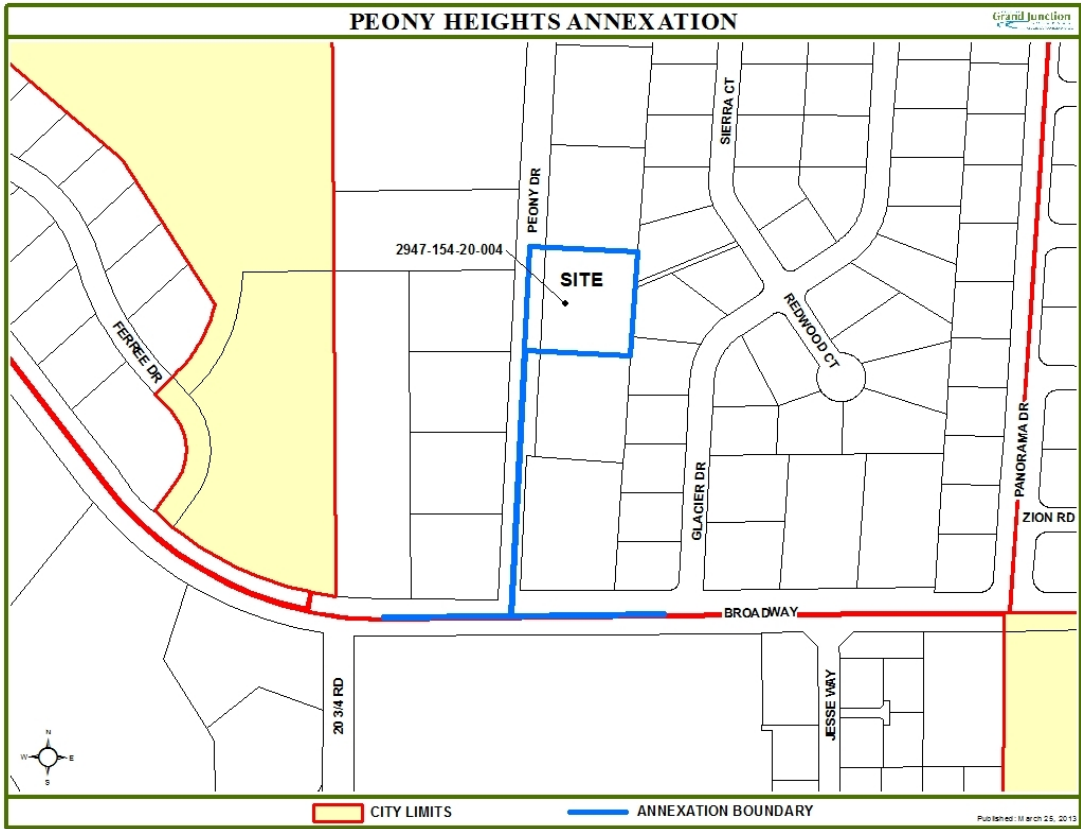 PEONY HEIGHTS ANNEXATION
Grand Junction
SIERRA CT
PEONY DR
2947-154-20-004
SITE
REDWOOD CT
FERREE DR
PANORAMA DR
GLACIER DR
ZION RD
BROADWAY
20 3/4 RD
JESSE WAY
N
W
E
S
CITY LIMITS
ANNEXATION BOUNDARY
Published: March 25, 2013